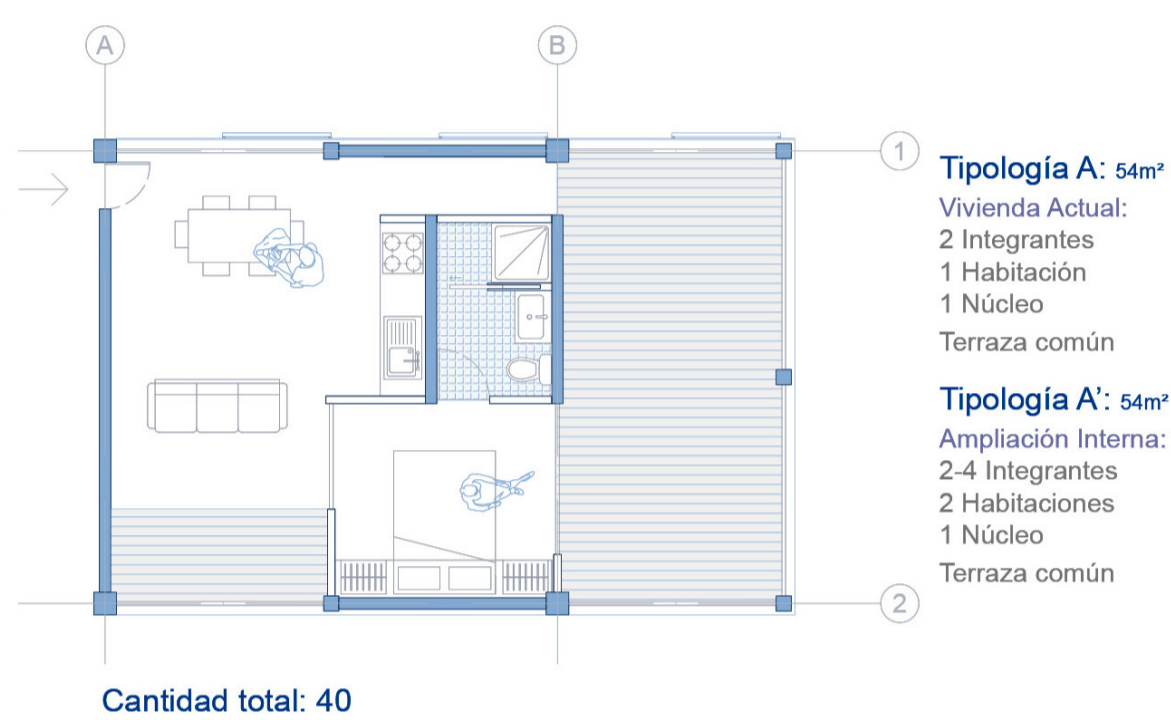 A
B
1
Tipología A: 54m²
Vivienda Actual:
2 Integrantes
1 Habitación
1 Núcleo
Terraza común
Tipología A’: 54m²
Ampliación Interna:
2-4 Integrantes
2 Habitaciones
1 Núcleo
Terraza común
2
Cantidad total: 40